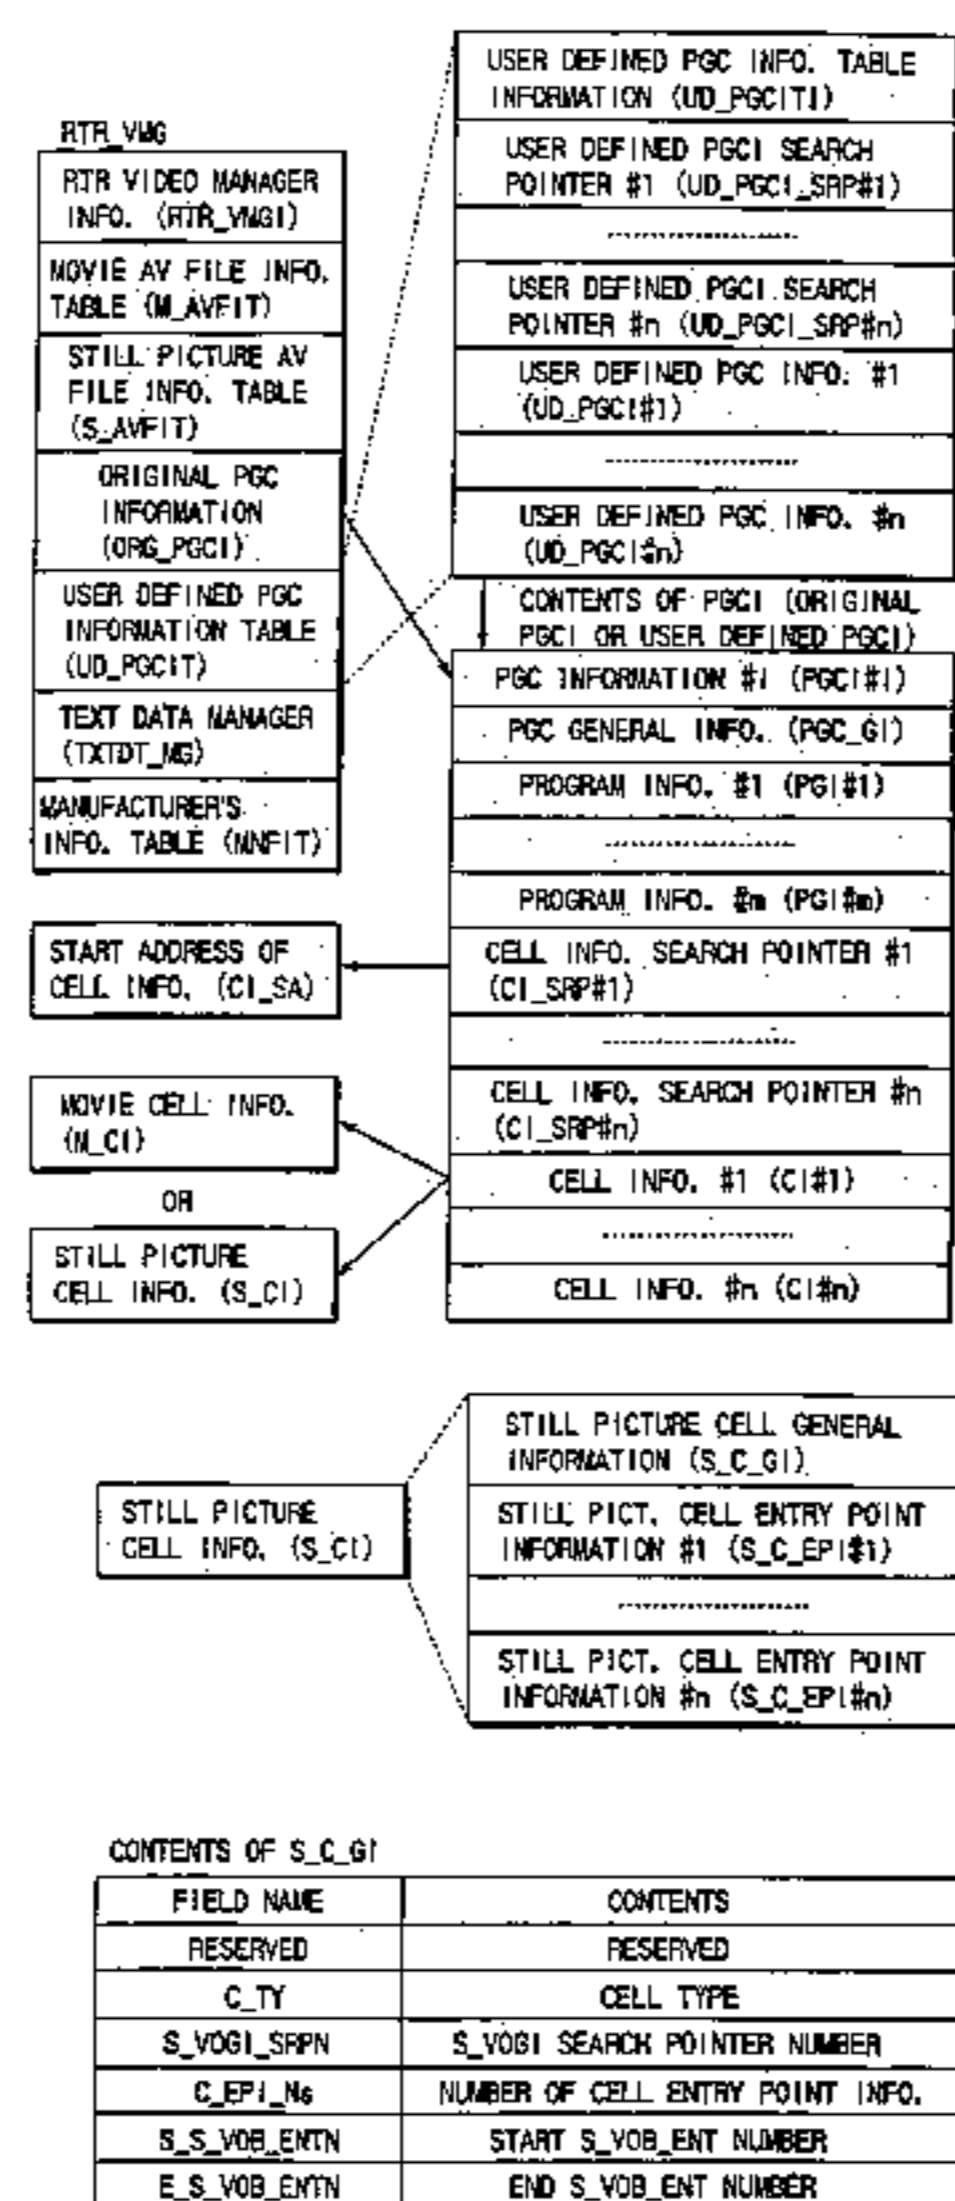 RTR_VMG
RTR VIDEO MANAGER
INFO. (RTR_VMGI)
MOVIE AV FILE INFO.
TABLE (M_AVFIT)
STILL PICTURE AV
FILE INFO. TABLE
(S_AVFIT)
ORIGINAL PGC
INFORMATION
(ORG_PGCI)
USER DEFINED PGC
INFORMATION TABLE
(UD_PGCIT)
TEXT DATA MANAGER
(TXTDT_MG)
MANUFACTURER'S
INFO. TABLE (MNFIT)
USER DEFINED PGC INFO. TABLE
INFORMATION (UD_PGCITI)
USER DEFINED PGCI SEARCH
POINTER #1 (UD_PGCI_SRP#1)
USER DEFINED PGCI SEARCH
POINTER #n (UD_PGCI_SRP#n)
USER DEFINED PGC INFO. #1
(UD_PGCI#1)
USER DEFINED PGC INFO. #n
(UD_PGCI#n)
CONTENTS OF PGCI (ORIGINAL
PGCI OR USER DEFINED PGCI)
PGC INFORMATION #i (PGCI#i)
PGC GENERAL INFO. (PGC_GI)
PROGRAM INFO. #1 (PGI#1)
PROGRAM INFO. #m (PGI#m)
CELL INFO. SEARCH POINTER #1
(CI_SRP#1)
CELL INFO. SEARCH POINTER #n
(CI_SRP#n)
CELL INFO. #1 (CI#1)
CELL INFO. #n (CI#n)
START ADDRESS OF
CELL INFO. (CI_SA)
MOVIE CELL INFO.
(M_CI)
OR
STILL PICTURE
CELL INFO. (S_CI)
STILL PICTURE
CELL INFO. (S_CI)
STILL PICTURE CELL GENERAL
INFORMATION (S_C_GI)
STILL PICT. CELL ENTRY POINT
INFORMATION #1 (S_C_EPI#1)
STILL PICT. CELL ENTRY POINT
INFORMATION #n (S_C_EPI#n)
CONTENTS OF S_C_GI
FIELD NAME CONTENTS
RESERVED RESERVED
C_TY CELL TYPE
S_VOGI_SRPN S_VOGI SEARCH POINTER NUMBER
C_EPI_Ns NUMBER OF CELL ENTRY POINT INFO.
S_S_VOB_ENTN START S_VOB_ENT NUMBER
E_S_VOB_ENTN END S_VOB_ENT NUMBER